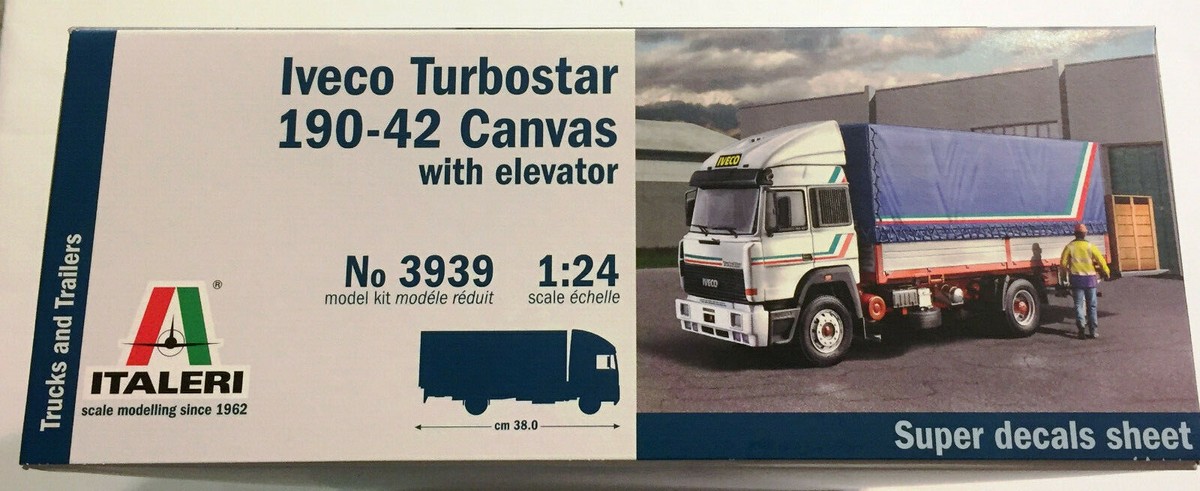 Iveco Turbostar
190-42 Canvas
with elevator
No 3939
model kit modéle réduit
1:24
scale échelle
Trucks and Trailers
®
ITALERI
scale modelling since 1962
cm 38.0
IVECO
IVECO
Super decals sheet